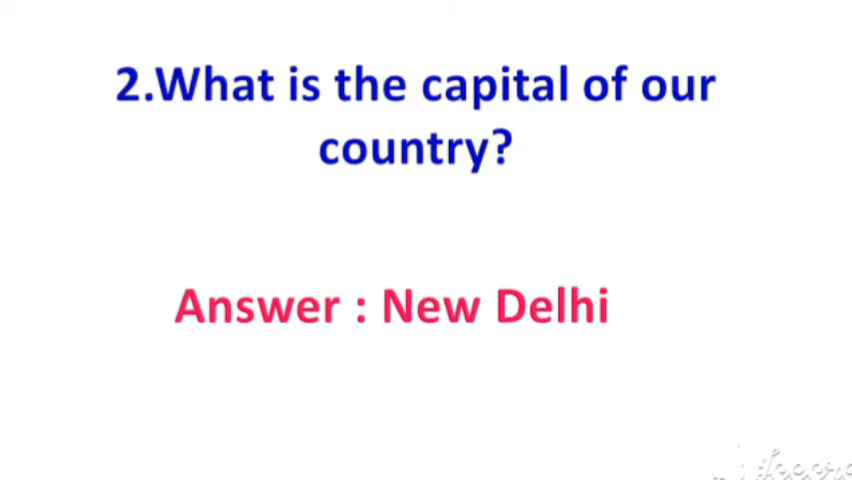 2.What is the capital of our
country?
Answer : New Delhi